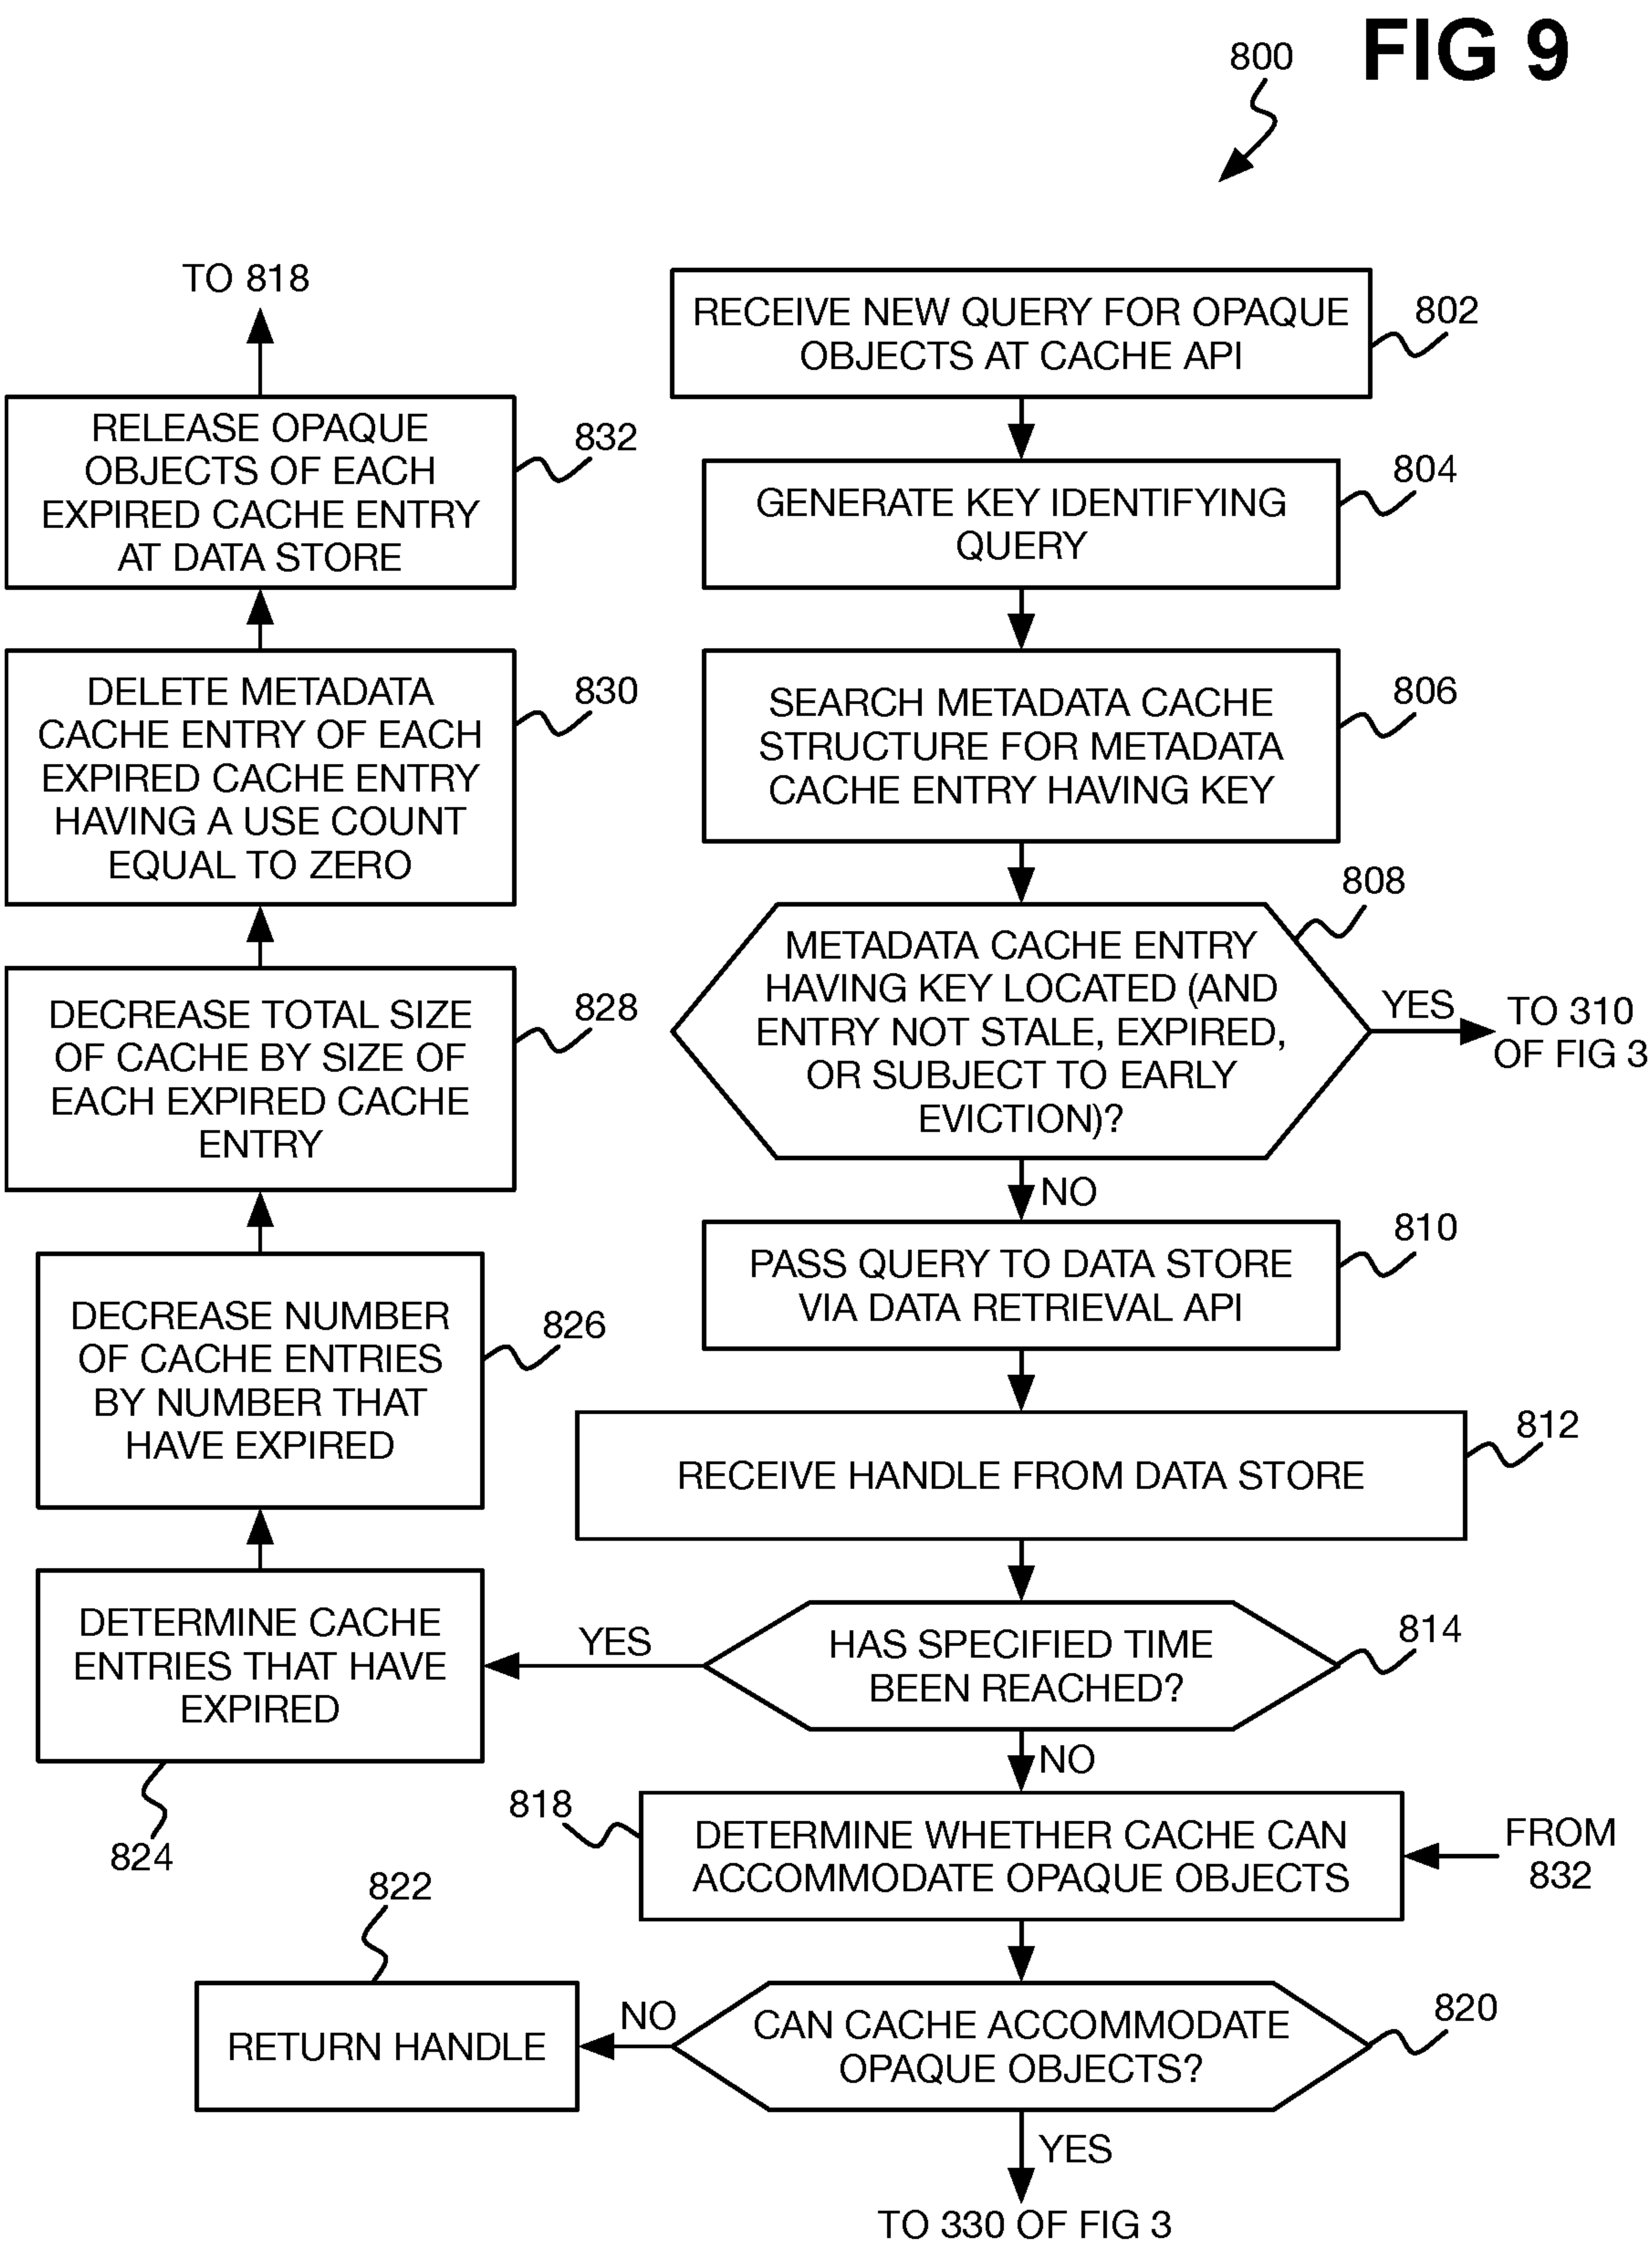 FIG 9
800
RECEIVE NEW QUERY FOR OPAQUE
OBJECTS AT CACHE API
802
GENERATE KEY IDENTIFYING
QUERY
804
SEARCH METADATA CACHE
STRUCTURE FOR METADATA
CACHE ENTRY HAVING KEY
806
METADATA CACHE ENTRY
HAVING KEY LOCATED (AND
ENTRY NOT STALE, EXPIRED,
OR SUBJECT TO EARLY
EVICTION)?
808
YES
TO 310
OF FIG 3
NO
PASS QUERY TO DATA STORE
VIA DATA RETRIEVAL API
810
RECEIVE HANDLE FROM DATA STORE
812
HAS SPECIFIED TIME
BEEN REACHED?
814
YES
NO
DETERMINE WHETHER CACHE CAN
ACCOMMODATE OPAQUE OBJECTS
818
FROM
832
CAN CACHE ACCOMMODATE
OPAQUE OBJECTS?
820
NO
RETURN HANDLE
822
YES
TO 330 OF FIG 3
DETERMINE CACHE
ENTRIES THAT HAVE
EXPIRED
824
DECREASE NUMBER
OF CACHE ENTRIES
BY NUMBER THAT
HAVE EXPIRED
826
DECREASE TOTAL SIZE
OF CACHE BY SIZE OF
EACH EXPIRED CACHE
ENTRY
828
DELETE METADATA
CACHE ENTRY OF EACH
EXPIRED CACHE ENTRY
HAVING A USE COUNT
EQUAL TO ZERO
830
RELEASE OPAQUE
OBJECTS OF EACH
EXPIRED CACHE ENTRY
AT DATA STORE
832
TO 818